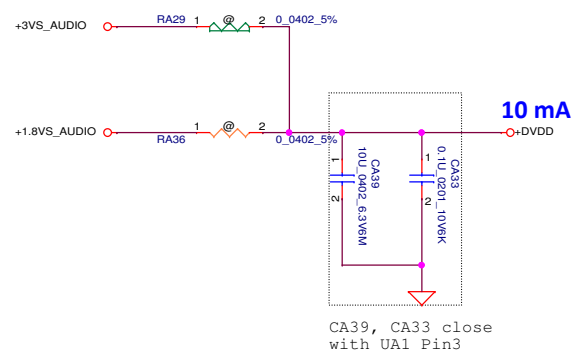 +3VS_AUDIO
RA29
1
@
2
0_0402_5%
+1.8VS_AUDIO
1
@
2
RA36
0_0402_5%
10 mA
+DVDD
1
2
CA39
10U_0402_6.3V6M
1
2
CA33
0.1U_0201_10V6K
CA39, CA33 close
with UA1 Pin3